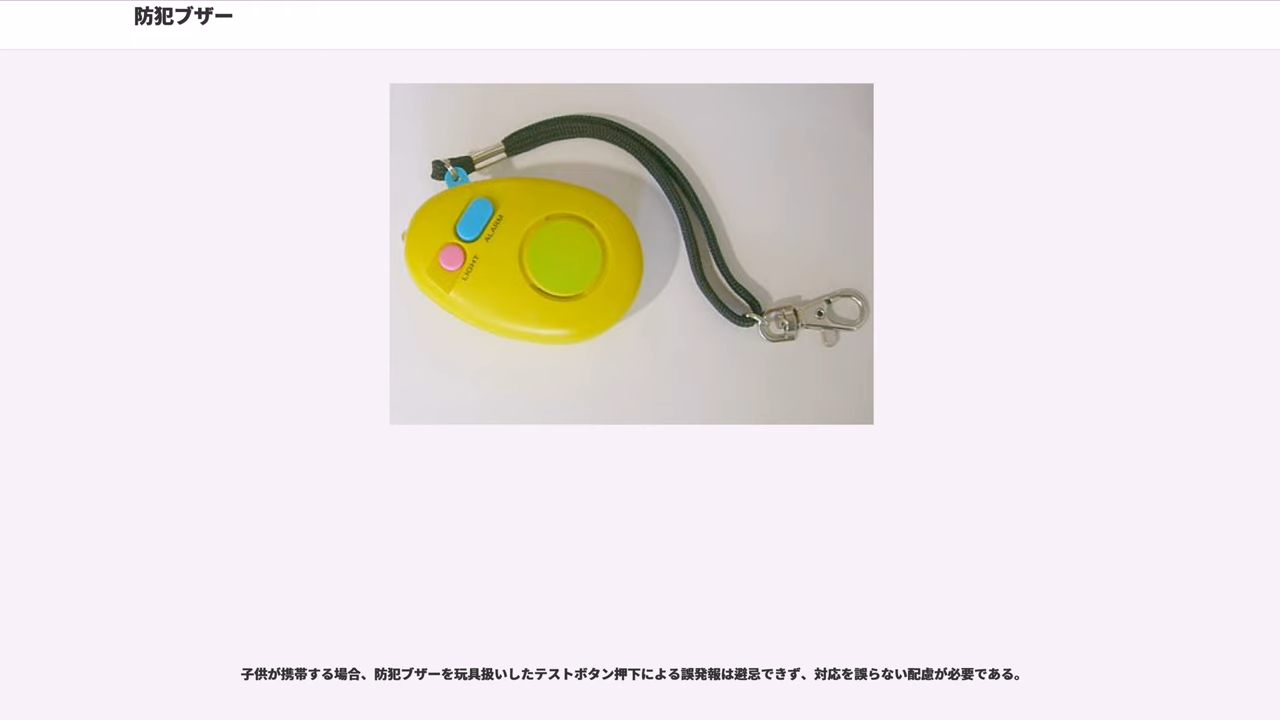 防犯ブザー
ALARM
LIGHT
子供が携帯する場合、防犯ブザーを玩具扱いしたテストボタン押下による誤発報は避忌できず、対応を誤らない配慮が必要である。